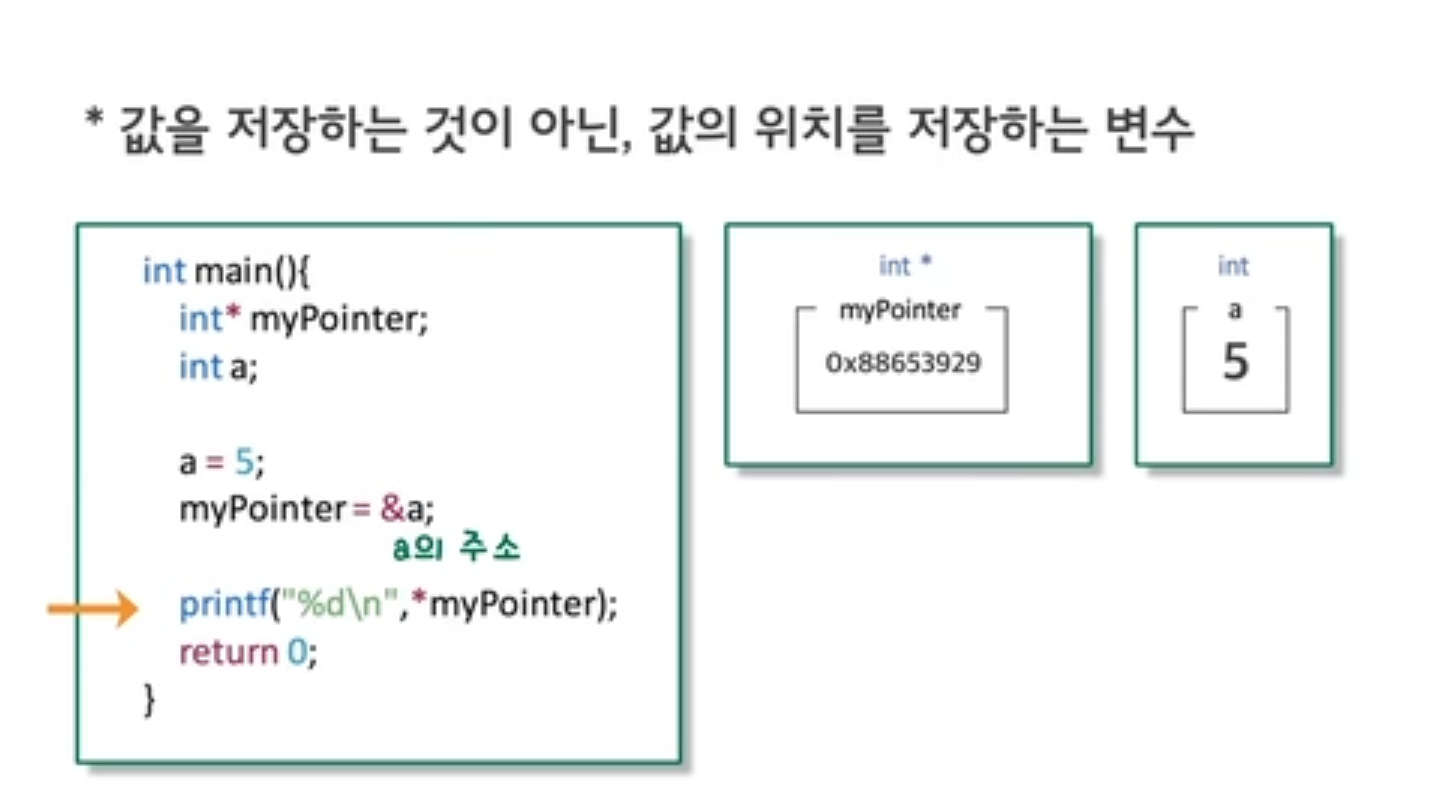 * 값을 저장하는 것이 아닌, 값의 위치를 저장하는 변수
int main(){
int* myPointer;
int a;
a = 5;
myPointer = &a;
a의 주소
printf("%d\n",*myPointer);
return 0;
}
int *
myPointer
0x88653929
int
a
5